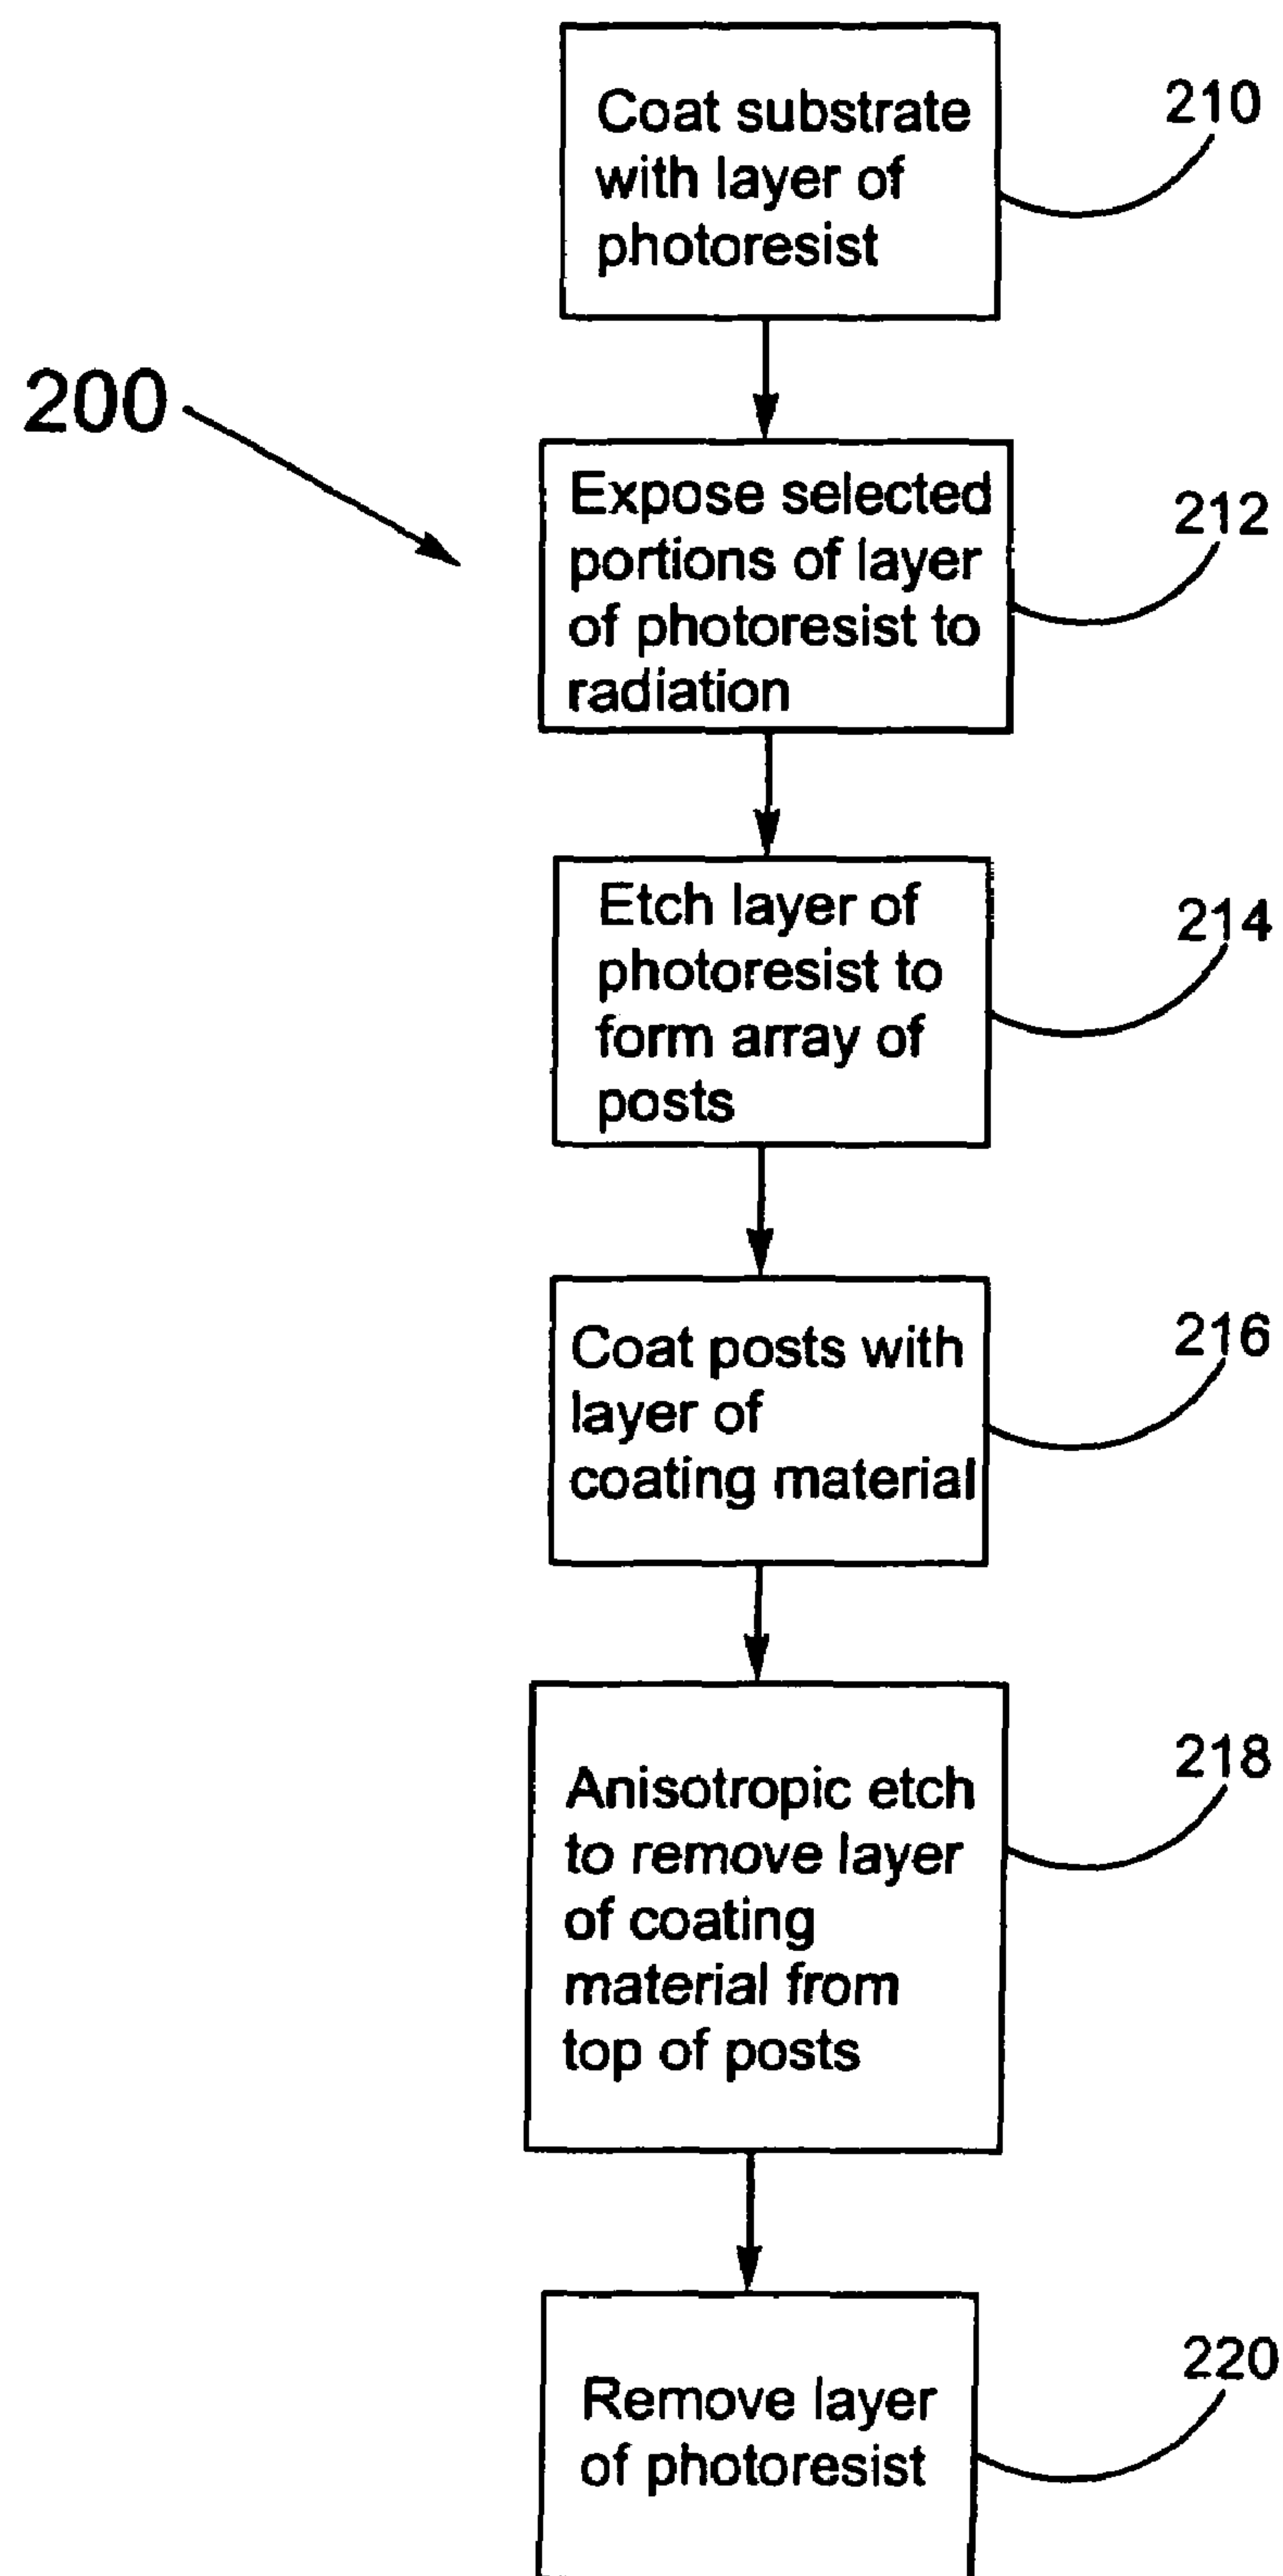 Coat substrate
with layer of
photoresist
210
200
Expose selected
portions of layer
of photoresist to
radiation
212
Etch layer of
photoresist to
form array of
posts
214
Coat posts with
layer of
coating material
216
Anisotropic etch
to remove layer
of coating
material from
top of posts
218
Remove layer
of photoresist
220